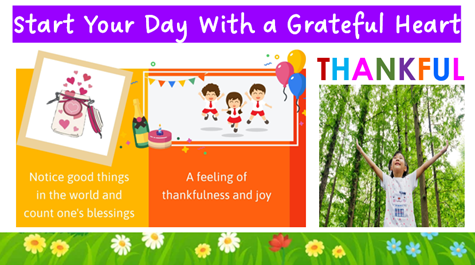 Start Your Day With a Grateful Heart
THANKFUL
Notice good things
in the world and
count one's blessings
A feeling of
thankfulness and joy